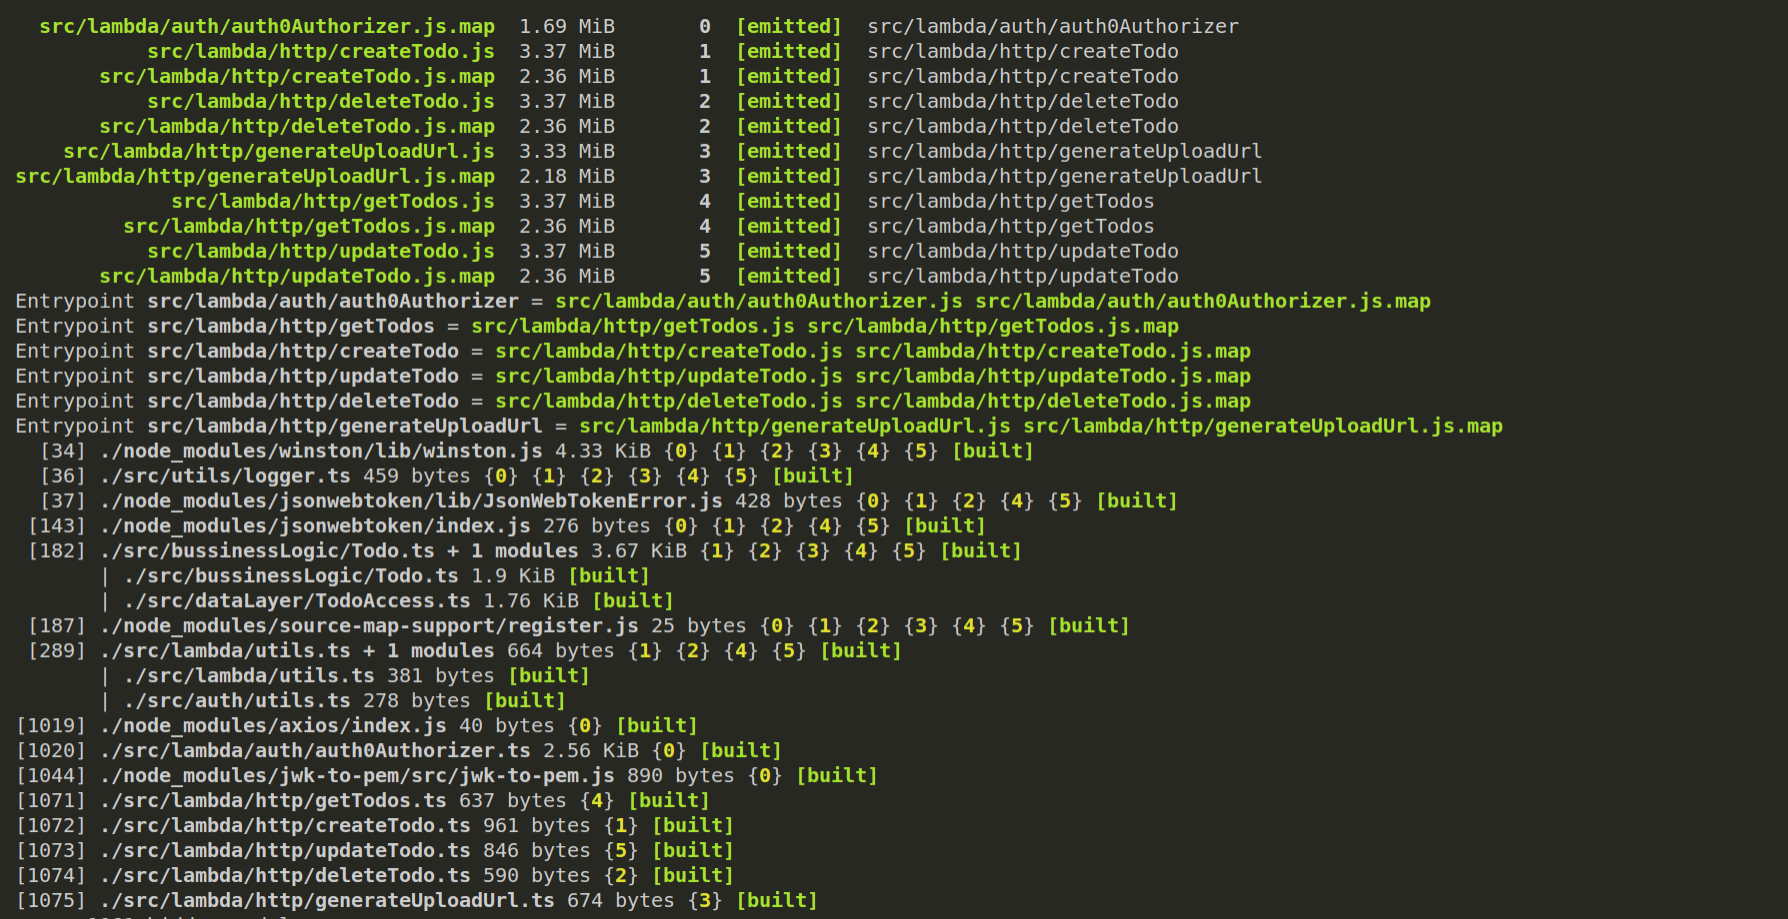 src/lambda/auth/auth0Authorizer.js.map 1.69 MiB 0 [emitted] src/lambda/auth/auth0Authorizer
src/lambda/http/createTodo.js 3.37 MiB 1 [emitted] src/lambda/http/createTodo
src/lambda/http/createTodo.js.map 2.36 MiB 1 [emitted] src/lambda/http/createTodo
src/lambda/http/deleteTodo.js 3.37 MiB 2 [emitted] src/lambda/http/deleteTodo
src/lambda/http/deleteTodo.js.map 2.36 MiB 2 [emitted] src/lambda/http/deleteTodo
src/lambda/http/generateUploadUrl.js 3.33 MiB 3 [emitted] src/lambda/http/generateUploadUrl
src/lambda/http/generateUploadUrl.js.map 2.18 MiB 3 [emitted] src/lambda/http/generateUploadUrl
src/lambda/http/getTodos.js 3.37 MiB 4 [emitted] src/lambda/http/getTodos
src/lambda/http/getTodos.js.map 2.36 MiB 4 [emitted] src/lambda/http/getTodos
src/lambda/http/updateTodo.js 3.37 MiB 5 [emitted] src/lambda/http/updateTodo
src/lambda/http/updateTodo.js.map 2.36 MiB 5 [emitted] src/lambda/http/updateTodo
Entrypoint src/lambda/auth/auth0Authorizer = src/lambda/auth/auth0Authorizer.js src/lambda/auth/auth0Authorizer.js.map
Entrypoint src/lambda/http/getTodos = src/lambda/http/getTodos.js src/lambda/http/getTodos.js.map
Entrypoint src/lambda/http/createTodo = src/lambda/http/createTodo.js src/lambda/http/createTodo.js.map
Entrypoint src/lambda/http/updateTodo = src/lambda/http/updateTodo.js src/lambda/http/updateTodo.js.map
Entrypoint src/lambda/http/deleteTodo = src/lambda/http/deleteTodo.js src/lambda/http/deleteTodo.js.map
Entrypoint src/lambda/http/generateUploadUrl = src/lambda/http/generateUploadUrl.js src/lambda/http/generateUploadUrl.js.map
[34] ./node_modules/winston/lib/winston.js 4.33 KiB {0} {1} {2} {3} {4} {5} [built]
[36] ./src/utils/logger.ts 459 bytes {0} {1} {2} {3} {4} {5} [built]
[37] ./node_modules/jsonwebtoken/lib/JsonWebTokenError.js 428 bytes {0} {1} {2} {4} {5} [built]
[143] ./node_modules/jsonwebtoken/index.js 276 bytes {0} {1} {2} {4} {5} [built]
[182] ./src/bussinessLogic/Todo.ts + 1 modules 3.67 KiB {1} {2} {3} {4} {5} [built]
| ./src/bussinessLogic/Todo.ts 1.9 KiB [built]
| ./src/dataLayer/TodoAccess.ts 1.76 KiB [built]
[187] ./node_modules/source-map-support/register.js 25 bytes {0} {1} {2} {3} {4} {5} [built]
[289] ./src/lambda/utils.ts + 1 modules 664 bytes {1} {2} {4} {5} [built]
| ./src/lambda/utils.ts 381 bytes [built]
| ./src/auth/utils.ts 278 bytes [built]
[1019] ./node_modules/axios/index.js 40 bytes {0} [built]
[1020] ./src/lambda/auth/auth0Authorizer.ts 2.56 KiB {0} [built]
[1044] ./node_modules/jwk-to-pem/src/jwk-to-pem.js 890 bytes {0} [built]
[1071] ./src/lambda/http/getTodos.ts 637 bytes {4} [built]
[1072] ./src/lambda/http/createTodo.ts 961 bytes {1} [built]
[1073] ./src/lambda/http/updateTodo.ts 846 bytes {5} [built]
[1074] ./src/lambda/http/deleteTodo.ts 590 bytes {2} [built]
[1075] ./src/lambda/http/generateUploadUrl.ts 674 bytes {3} [built]